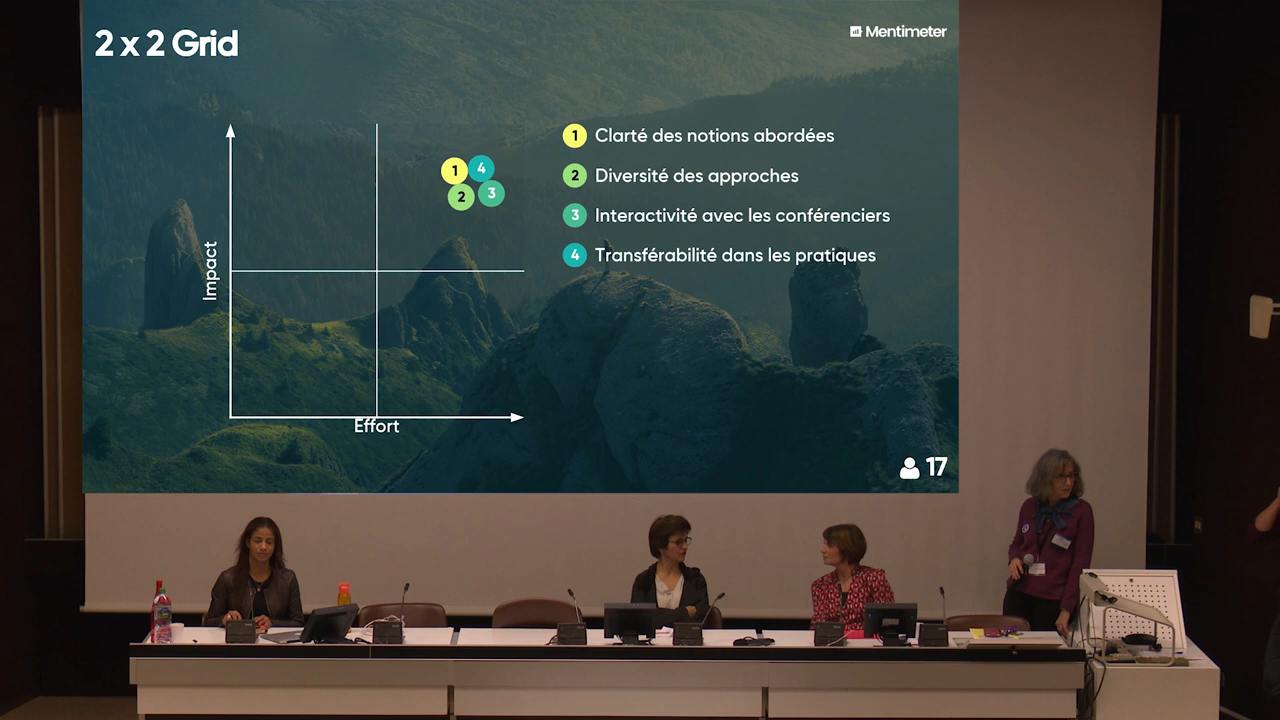 2 x 2 Grid
Mentimeter
1 Clarté des notions abordées
2 Diversité des approches
3 Interactivité avec les conférenciers
4 Transférabilité dans les pratiques
1 4
2 3
Impact
Effort
17